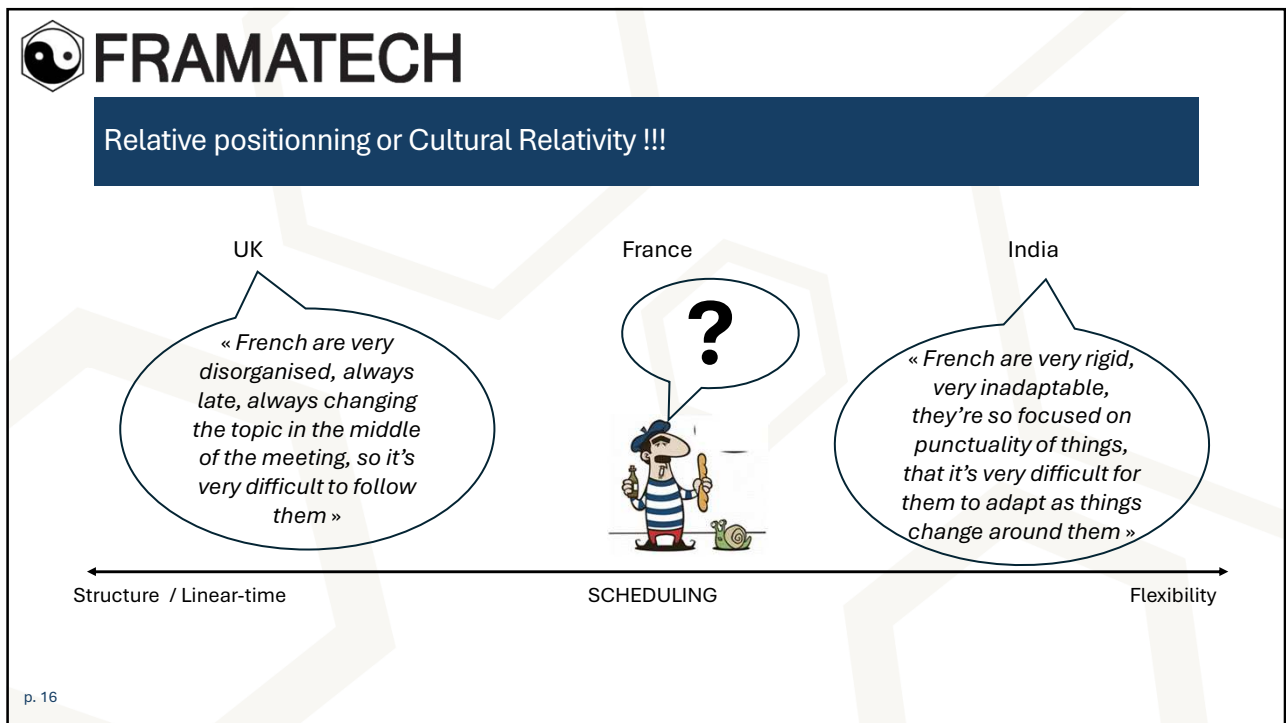 FRAMATECH
Relative positionning or Cultural Relativity !!!
UK
« French are very
disorganised, always
late, always changing
the topic in the middle
of the meeting, so it’s
very difficult to follow
them »
France
?
India
« French are very rigid,
very inadaptable,
they’re so focused on
punctuality of things,
that it’s very difficult for
them to adapt as things
change around them »
Structure / Linear-time
SCHEDULING
Flexibility
p. 16